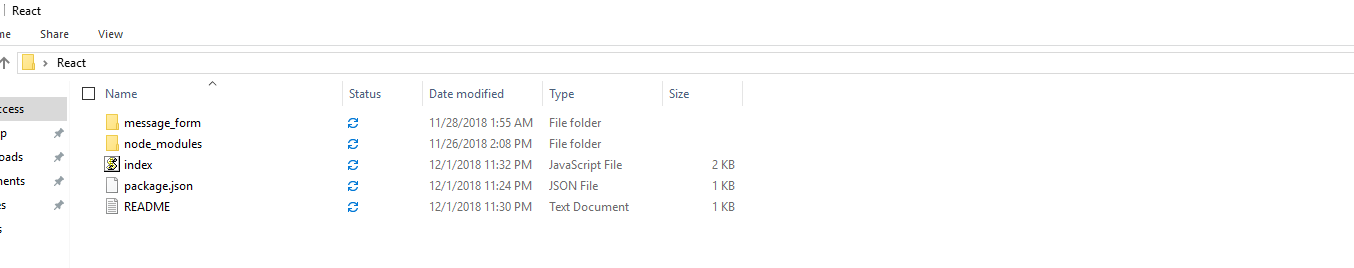 React
me Share View
React
Name Status Date modified Type Size
ccess
message_form 11/28/2018 1:55 AM File folder
p
node_modules 11/26/2018 2:08 PM File folder
oads
index 12/1/2018 11:32 PM JavaScript File 2 KB
nents
package.json 12/1/2018 11:24 PM JSON File 1 KB
es
README 12/1/2018 11:30 PM Text Document 1 KB
s